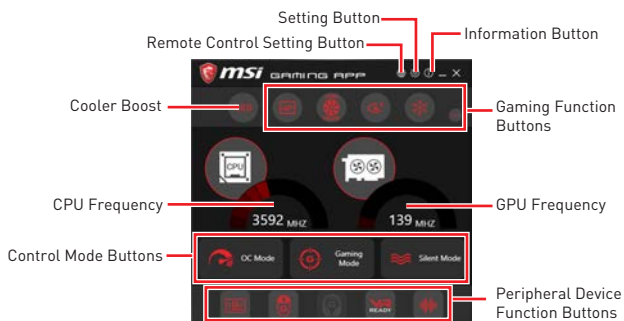 Setting Button
Remote Control Setting Button
Information Button
msi GAMING APP
Cooler Boost
Gaming Function
Buttons
CPU
CPU Frequency
GPU Frequency
3592 MHZ
139 MHZ
Control Mode Buttons
OC Mode
Gaming
Mode
Silent Mode
VR
READY
Peripheral Device
Function Buttons